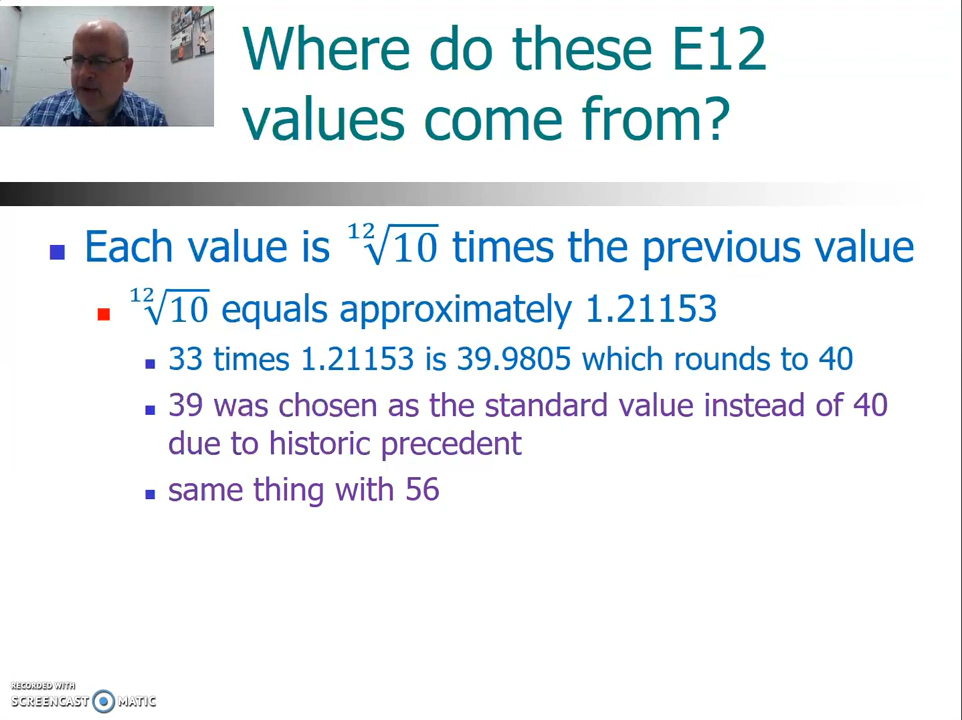 Where do these E12
values come from?
Each value is ¹²√10 times the previous value
¹²√10 equals approximately 1.21153
33 times 1.21153 is 39.9805 which rounds to 40
39 was chosen as the standard value instead of 40
due to historic precedent
same thing with 56
RECORDED WITH
SCREENCAST MATIC